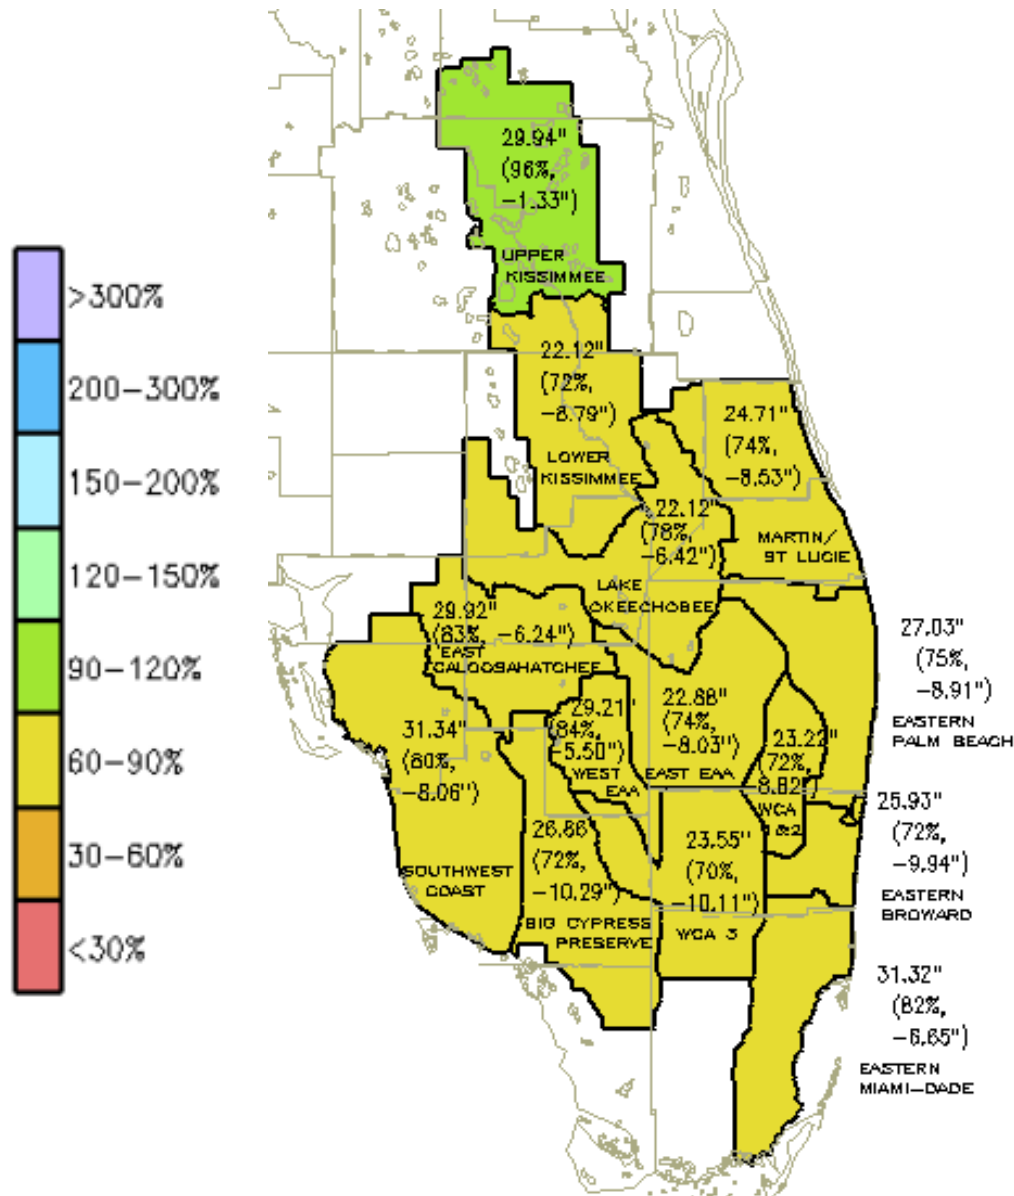 29.94"
(96%,
-1.33")
UPPER
KISSIMMEE
>300%
200-300%
150-200%
120-150%
90-120%
60-90%
30-60%
<30%
22.12"
(72%,
-8.79")
LOWER
KISSIMMEE
24.71"
(74%,
-8.53")
MARTIN/
ST LUCIE
22.12"
(78%,
-6.42")
LAKE
OKEECHOBEE
29.92"
(83%, -6.24")
EAST
CALOOSAHATCHEE
27.03"
(75%,
-8.91")
EASTERN
PALM BEACH
31.34"
(80%,
-8.06")
SOUTHWEST
COAST
29.21"
(84%,
-5.50")
WEST
EAA
22.88"
(74%,
-8.03")
EAST EAA
23.22"
(72%,
8.82")
WCA
1&2
25.93"
(72%,
-9.94")
EASTERN
BROWARD
26.86
(72%,
-10.29")
BIG CYPRESS
PRESERVE
23.55"
(70%,
-10.11")
WCA 3
31.32"
(82%,
-6.65")
EASTERN
MIAMI-DADE